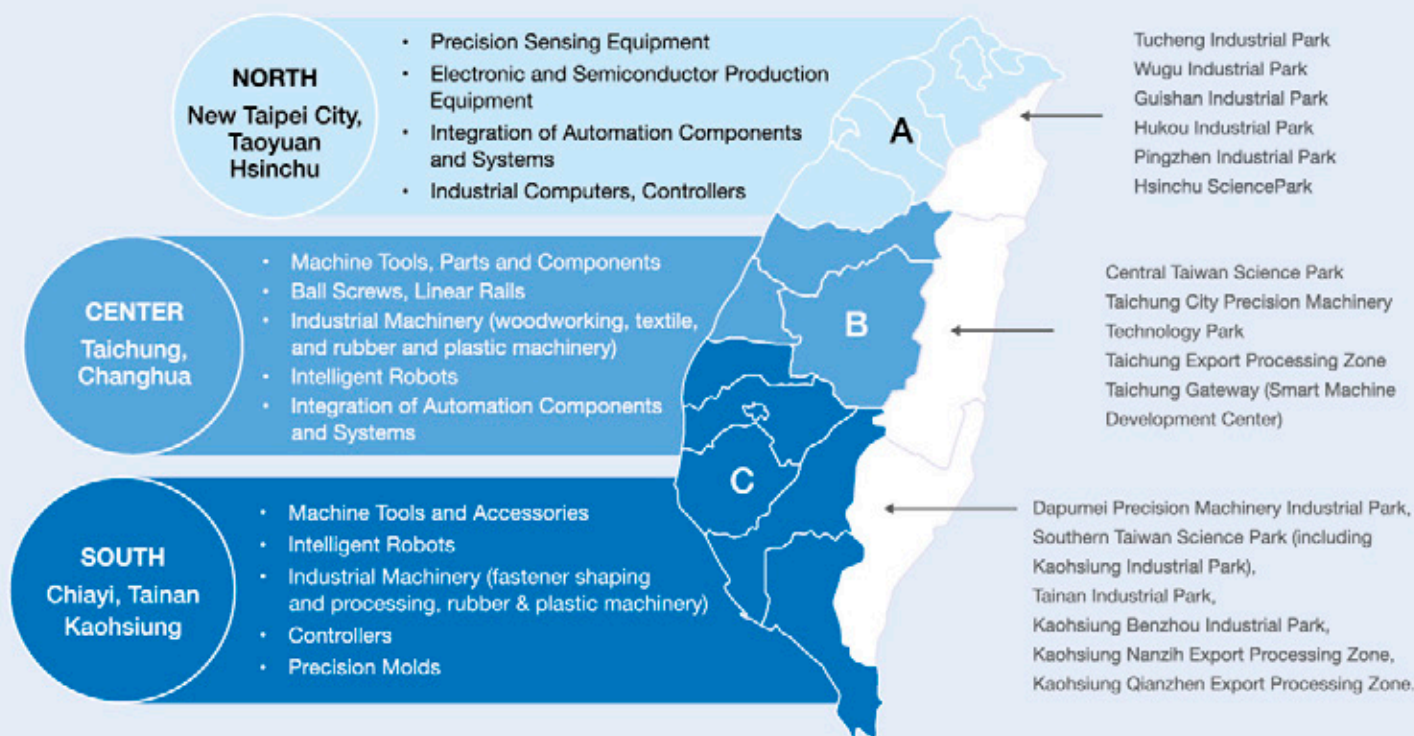 NORTH
New Taipei City,
Taoyuan
Hsinchu
• Precision Sensing Equipment
• Electronic and Semiconductor Production
Equipment
• Integration of Automation Components
and Systems
• Industrial Computers, Controllers
A
Tucheng Industrial Park
Wugu Industrial Park
Guishan Industrial Park
Hukou Industrial Park
Pingzhen Industrial Park
Hsinchu SciencePark
CENTER
Taichung,
Changhua
• Machine Tools, Parts and Components
• Ball Screws, Linear Rails
• Industrial Machinery (woodworking, textile,
and rubber and plastic machinery)
• Intelligent Robots
• Integration of Automation Components
and Systems
B
Central Taiwan Science Park
Taichung City Precision Machinery
Technology Park
Taichung Export Processing Zone
Taichung Gateway (Smart Machine
Development Center)
SOUTH
Chiayi, Tainan
Kaohsiung
• Machine Tools and Accessories
• Intelligent Robots
• Industrial Machinery (fastener shaping
and processing, rubber & plastic machinery)
• Controllers
• Precision Molds
C
Dapumei Precision Machinery Industrial Park,
Southern Taiwan Science Park (including
Kaohsiung Industrial Park),
Tainan Industrial Park,
Kaohsiung Benzhou Industrial Park,
Kaohsiung Nanzih Export Processing Zone,
Kaohsiung Qianzhen Export Processing Zone.